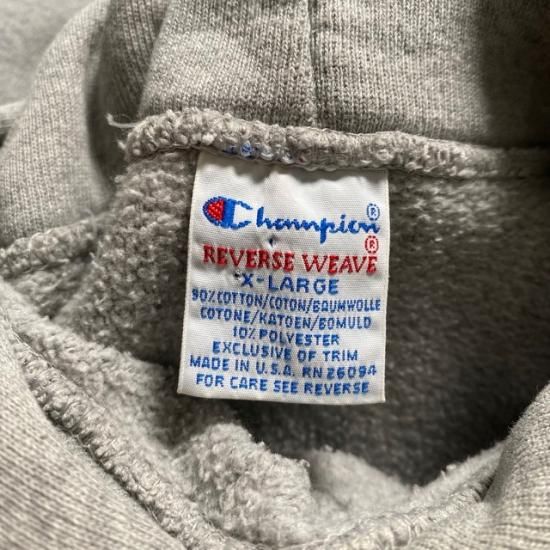 Champion®
REVERSE WEAVE®
X-LARGE
90% COTTON/COTON/BAUMWOLLE
COTONE/KATOEN/BOMULD
10% POLYESTER
EXCLUSIVE OF TRIM
MADE IN U.S.A. RN 26094
FOR CARE SEE REVERSE